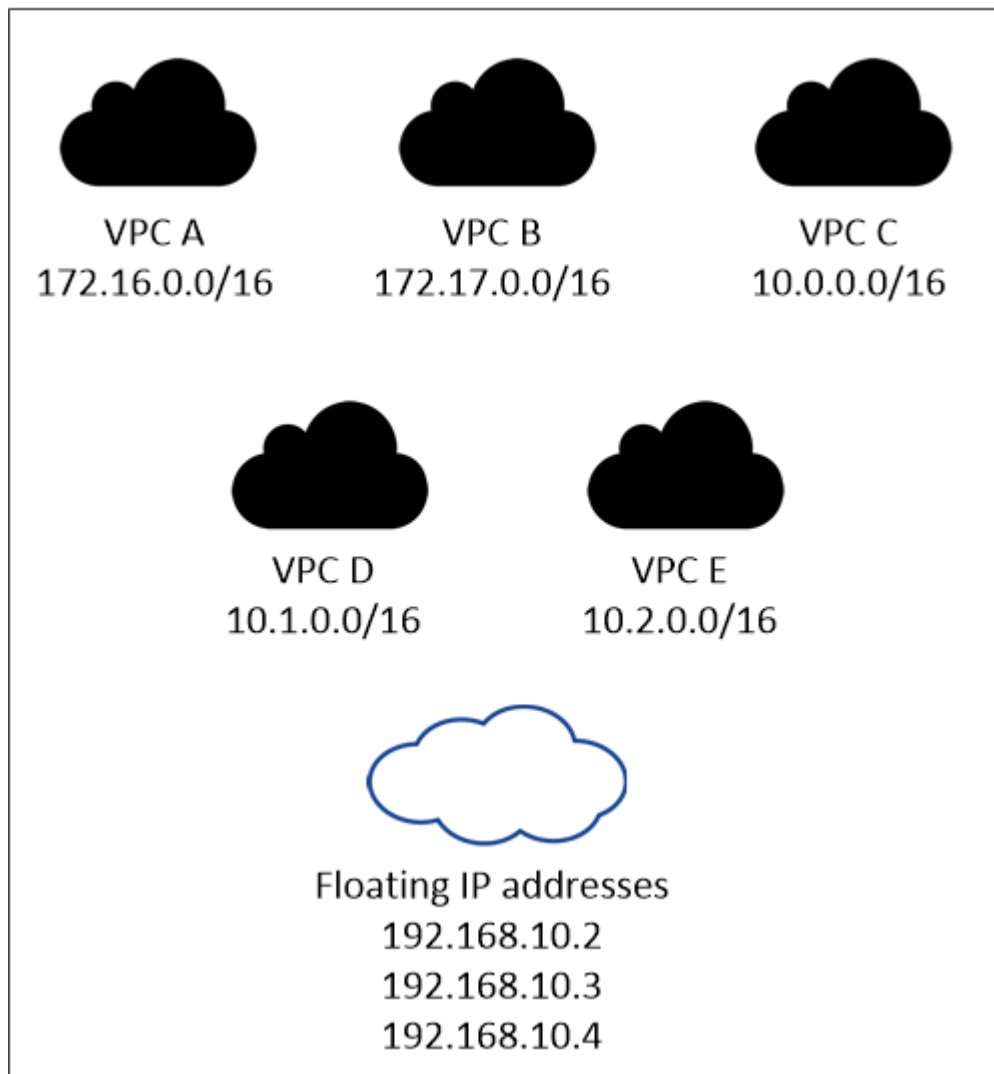 VPC A
172.16.0.0/16
VPC B
172.17.0.0/16
VPC C
10.0.0.0/16
VPC D
10.1.0.0/16
VPC E
10.2.0.0/16
Floating IP addresses
192.168.10.2
192.168.10.3
192.168.10.4